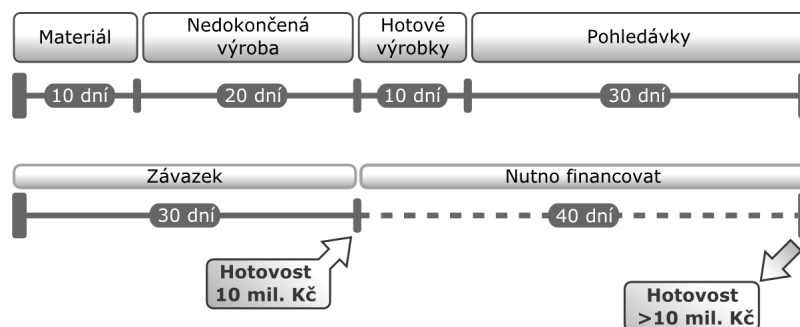 Materiál
Nedokončená
výroba
Hotové
výrobky
Pohledávky
10 dní
20 dní
10 dní
30 dní
Závazek
Nutno financovat
30 dní
40 dní
Hotovost
10 mil. Kč
Hotovost
>10 mil. Kč